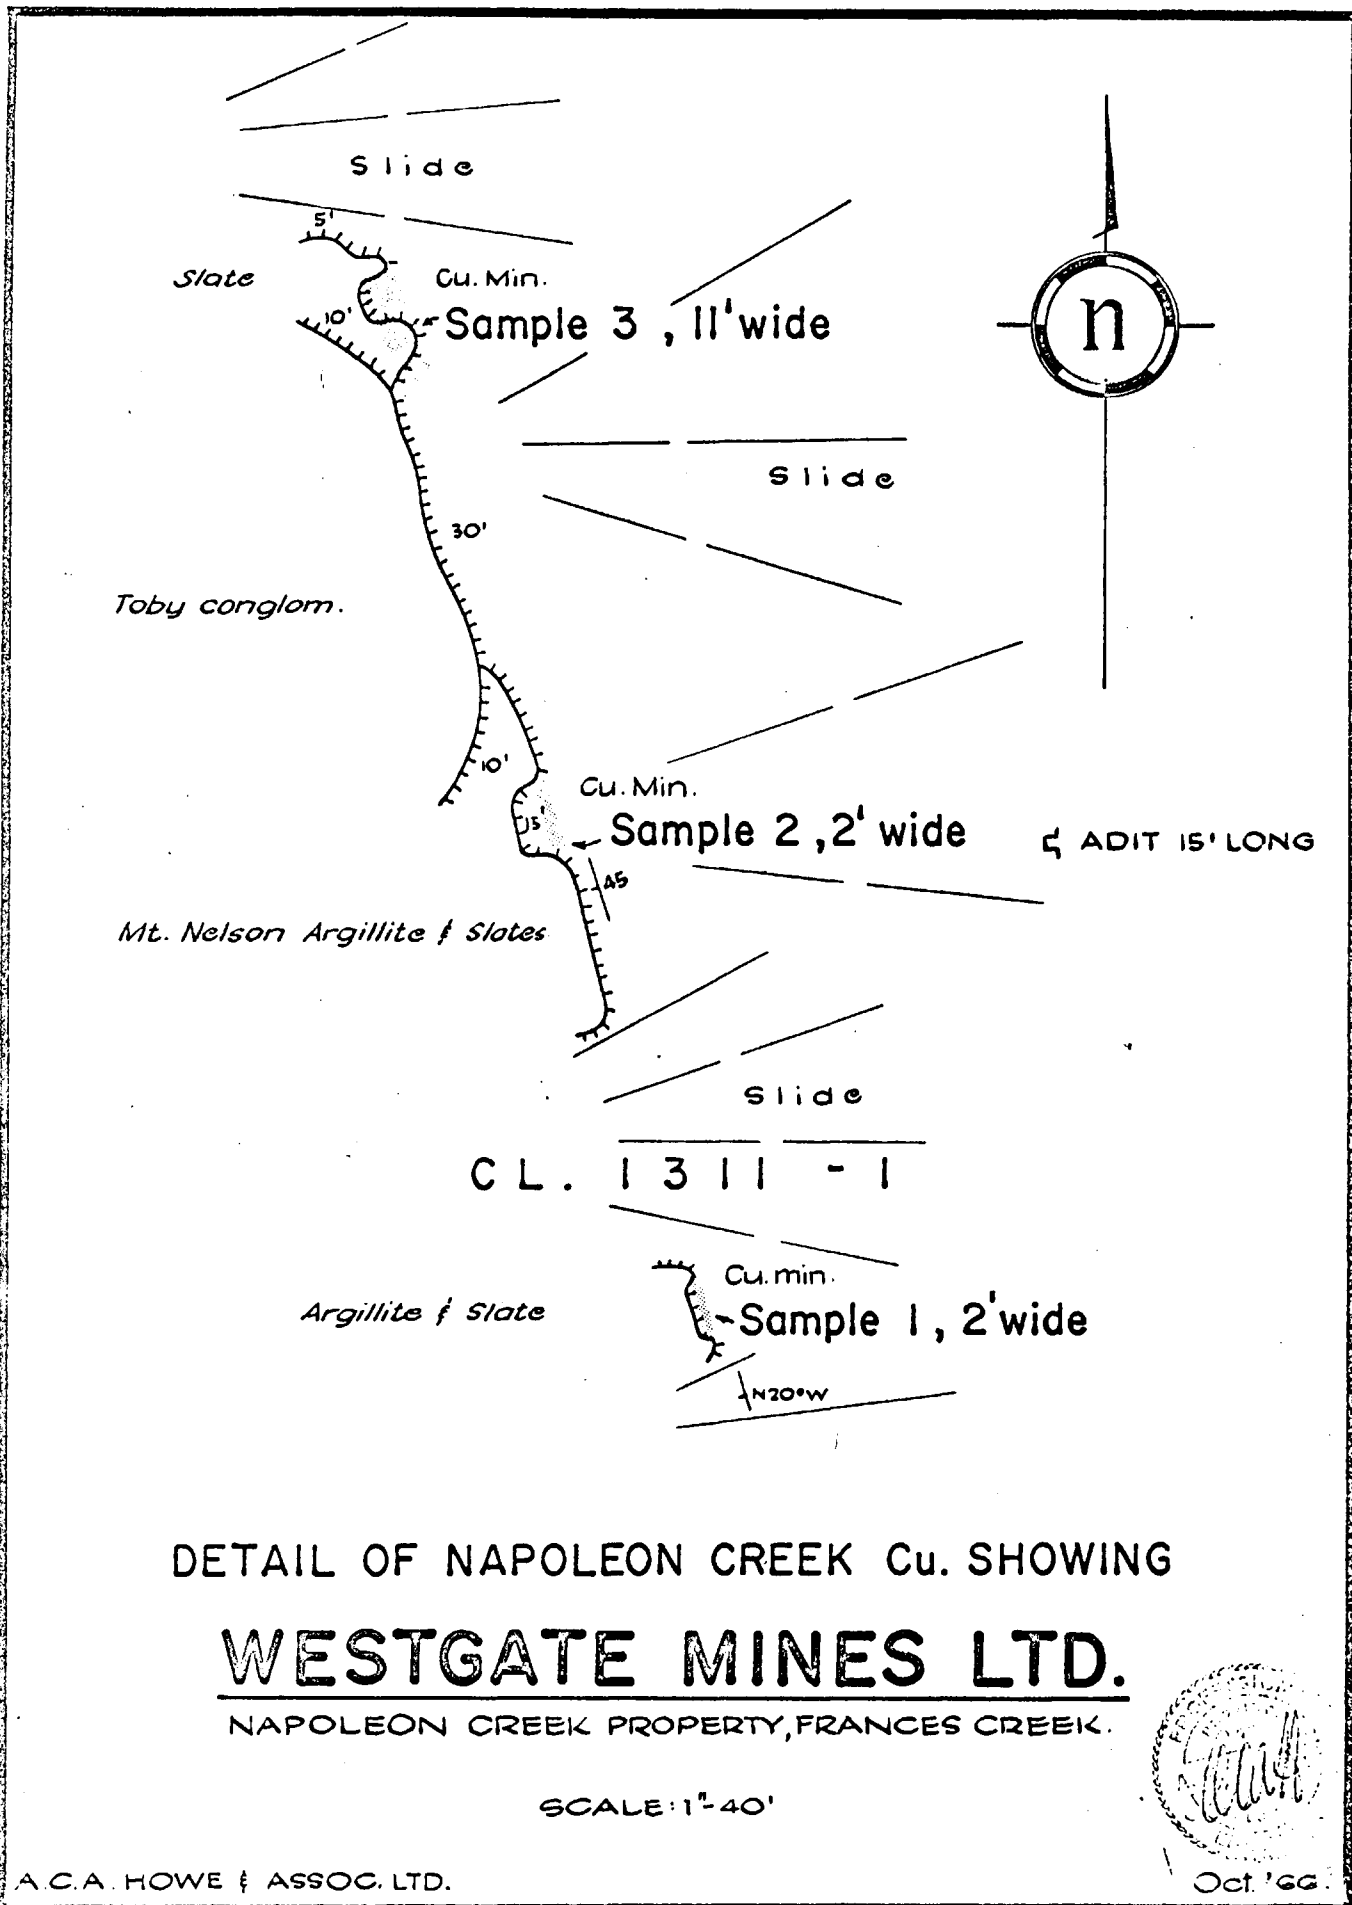 Slide
5'
Slate
Cu. Min.
10'
Sample 3 , 11' wide
n
Slide
30'
Toby conglom.
10'
Cu. Min.
15'
Sample 2 , 2' wide
ADIT 15' LONG
45
Mt. Nelson Argillite & Slates
Slide
CL. 1311 - 1
Cu. min.
Argillite & Slate
Sample 1, 2' wide
N20°W
DETAIL OF NAPOLEON CREEK Cu. SHOWING
WESTGATE MINES LTD.
NAPOLEON CREEK PROPERTY, FRANCES CREEK.
SCALE: 1"-40'
A.C.A. HOWE & ASSOC. LTD.
Oct. '66.